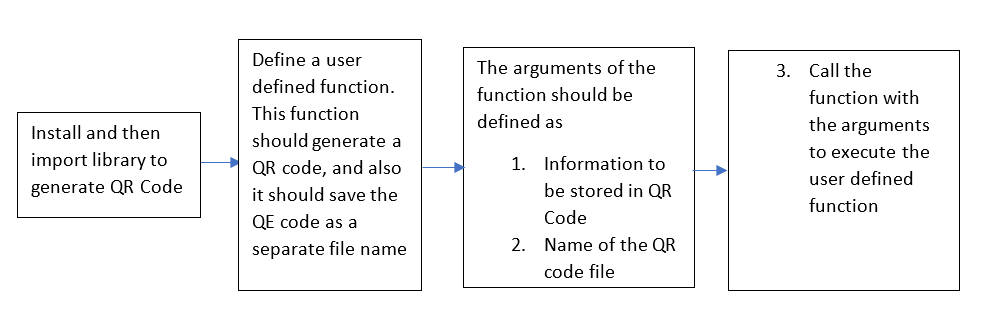 Install and then
import library to
generate QR Code
Define a user
defined function.
This function
should generate a
QR code, and also
it should save the
QE code as a
separate file name
The arguments of the
function should be
defined as
1. Information to
be stored in QR
Code
2. Name of the QR
code file
3. Call the
function with
the arguments
to execute the
user defined
function